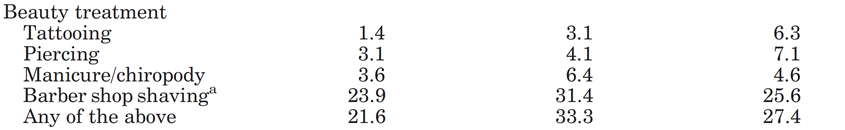 Beauty treatment
Tattooing 1.4 3.1 6.3
Piercing 3.1 4.1 7.1
Manicure/chiropody 3.6 6.4 4.6
Barber shop shavingᵃ 23.9 31.4 25.6
Any of the above 21.6 33.3 27.4